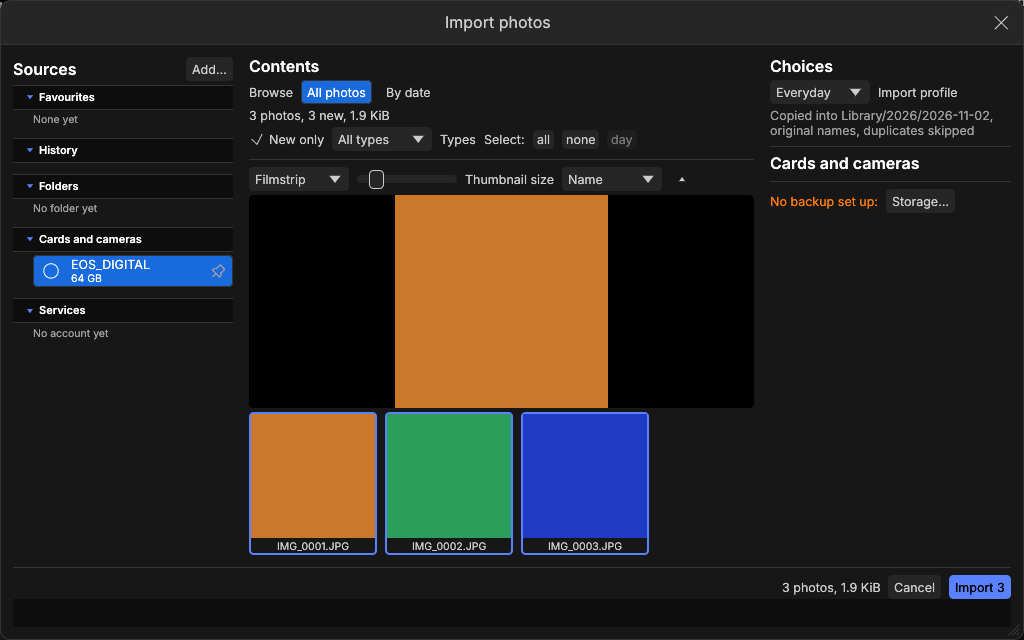 Import photos
Sources
Add...
Favourites
None yet
History
Folders
No folder yet
Cards and cameras
EOS_DIGITAL
64 GB
Services
No account yet
Contents
Browse All photos By date
3 photos, 3 new, 1.9 KiB
New only All types Types Select: all none day
Filmstrip Thumbnail size Name
IMG_0001.JPG IMG_0002.JPG IMG_0003.JPG
Choices
Everyday Import profile
Copied into Library/2026/2026-11-02,
original names, duplicates skipped
Cards and cameras
No backup set up: Storage...
3 photos, 1.9 KiB Cancel Import 3